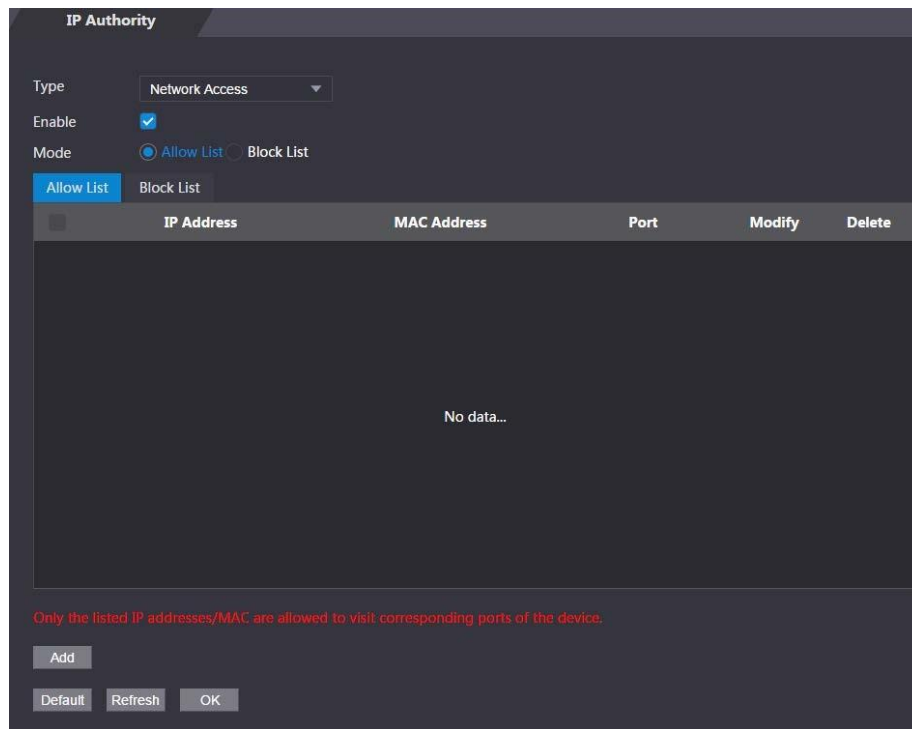 IP Authority
Type Network Access
Enable
Mode Allow List Block List
Allow List Block List
IP Address MAC Address Port Modify Delete
No data...
Only the listed IP addresses/MAC are allowed to visit corresponding ports of the device.
Add
Default Refresh OK